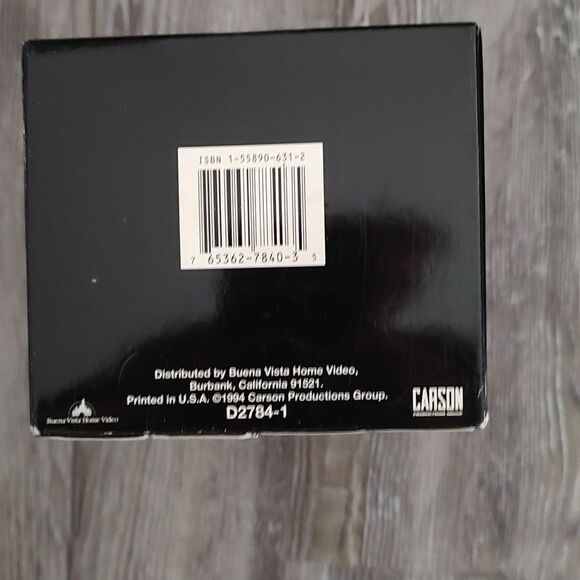 ISBN 1-55890-631-2
7 65362-7840-3 5
Distributed by Buena Vista Home Video,
Burbank, California 91521.
Printed in U.S.A. ©1994 Carson Productions Group.
D2784-1
Buena Vista Home Video
CARSON